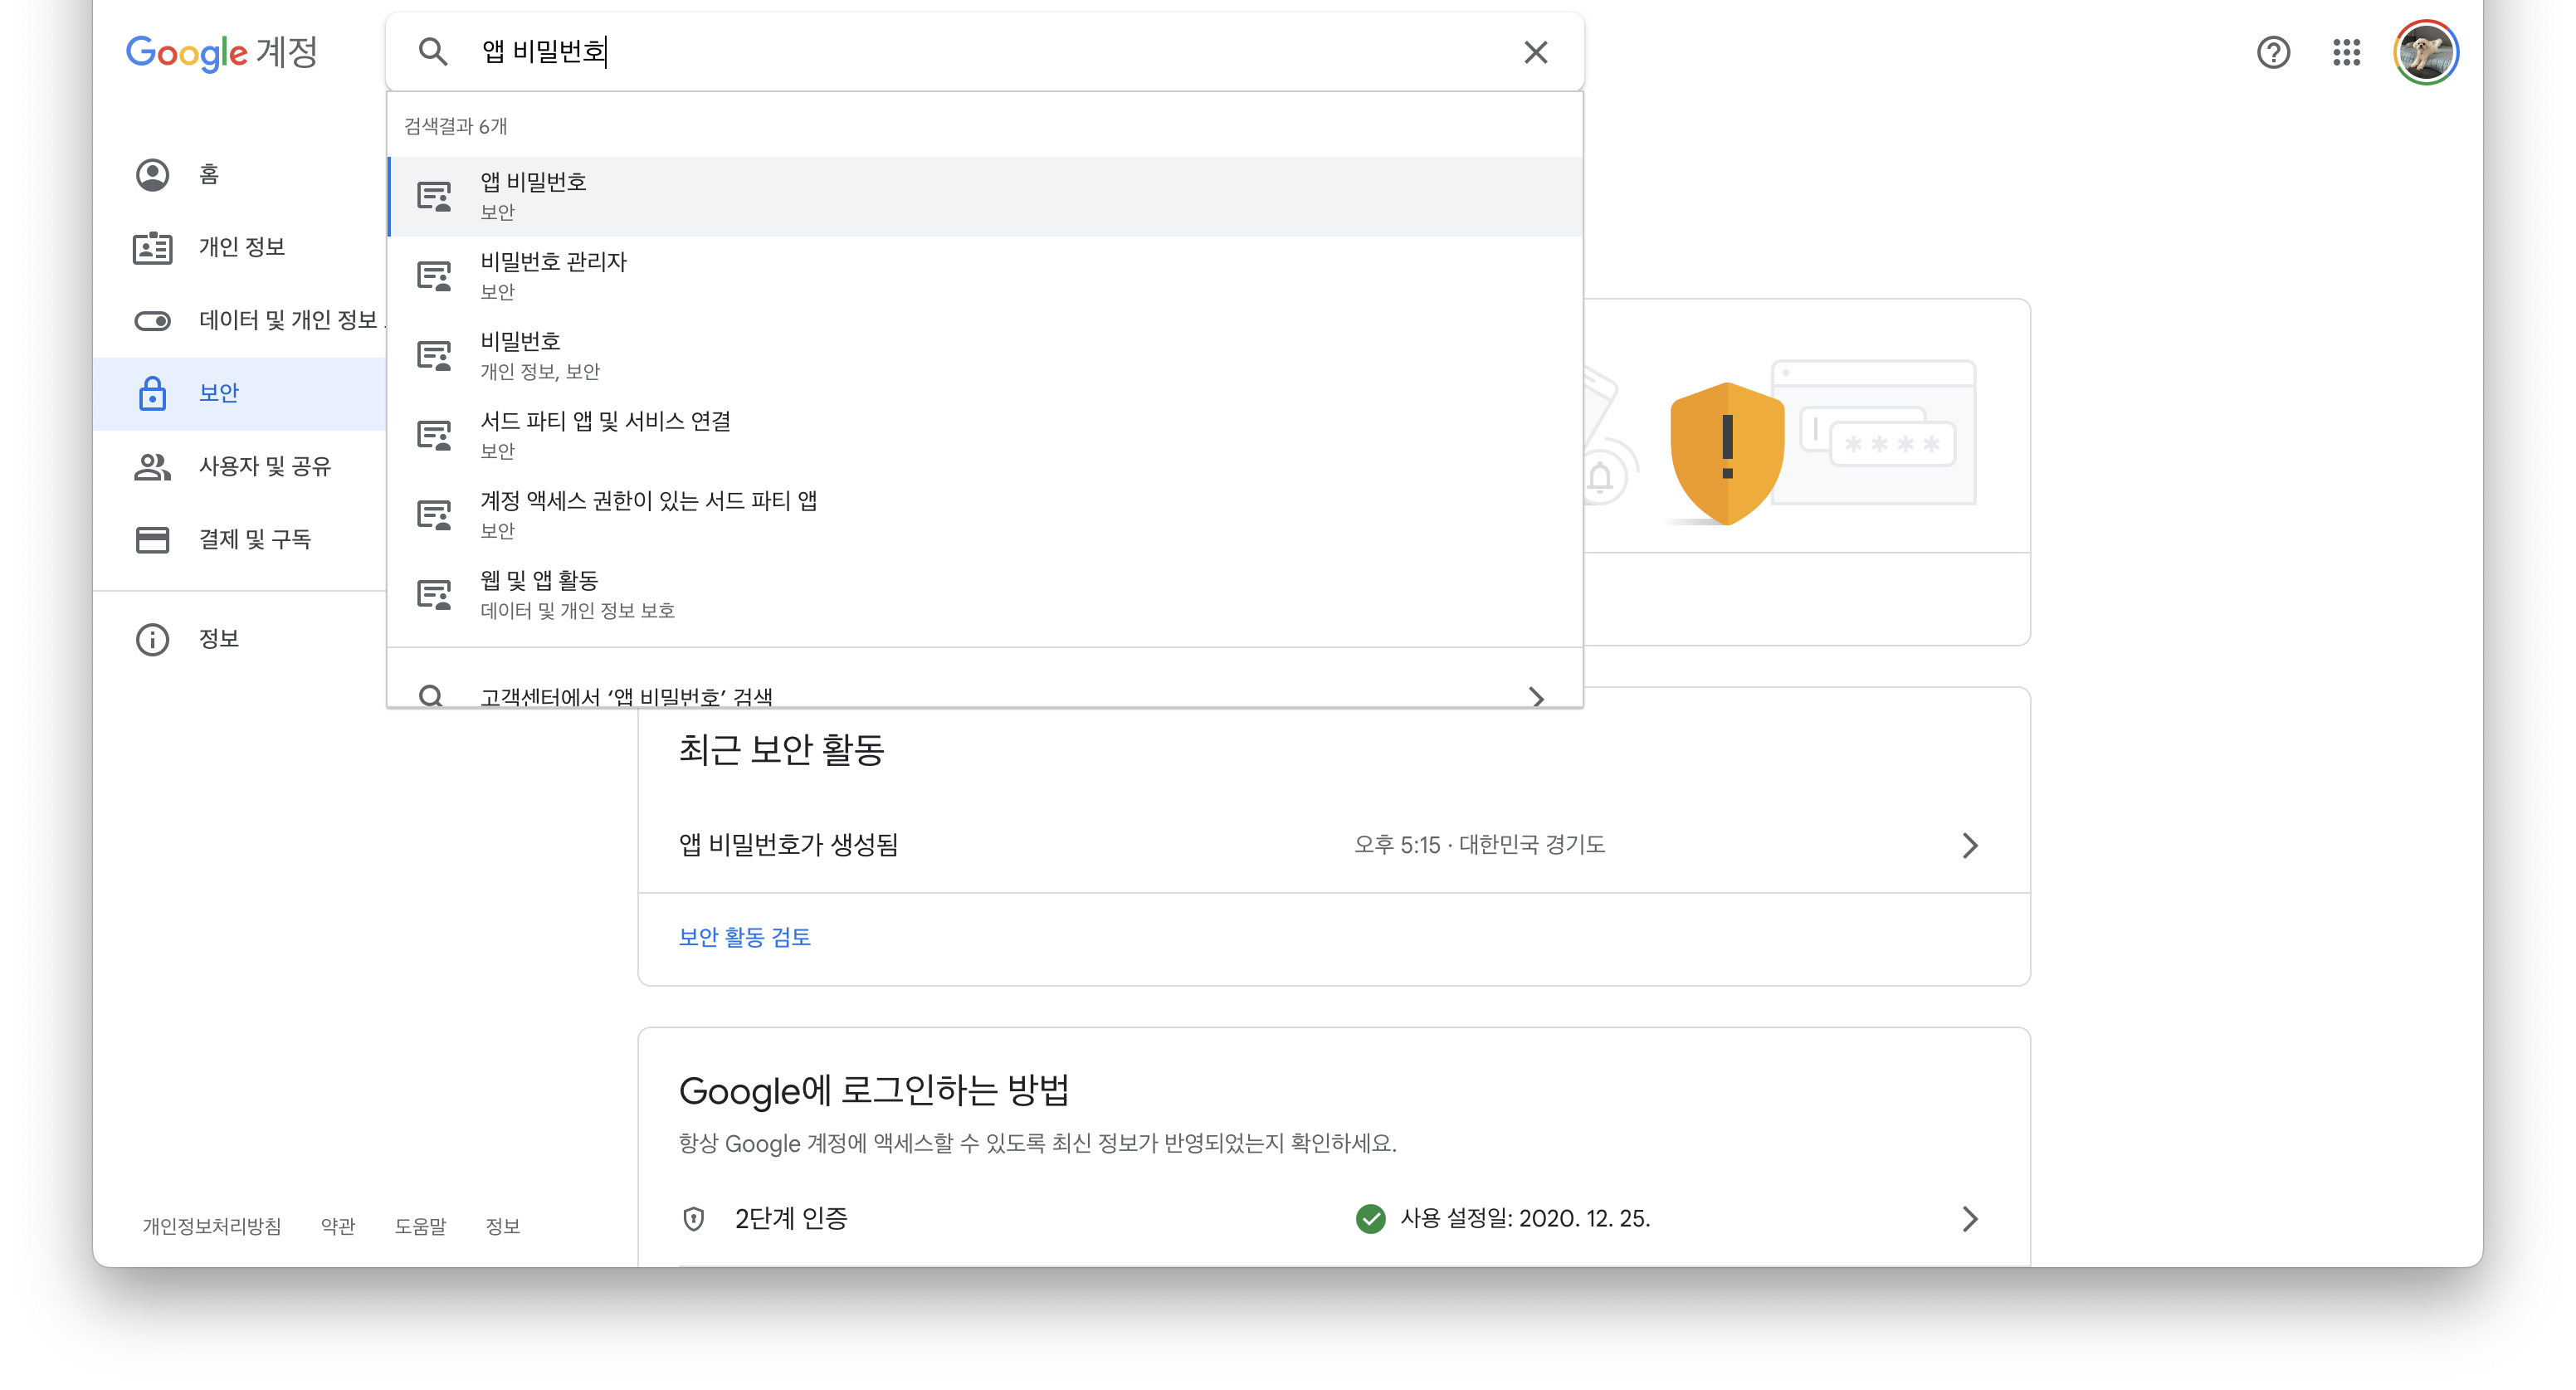 Google 계정
앱 비밀번호
검색결과 6개
앱 비밀번호
보안
비밀번호 관리자
보안
비밀번호
개인 정보, 보안
서드 파티 앱 및 서비스 연결
보안
계정 액세스 권한이 있는 서드 파티 앱
보안
웹 및 앱 활동
데이터 및 개인 정보 보호
고객센터에서 ‘앱 비밀번호’ 검색
홈
개인 정보
데이터 및 개인 정보
보안
사용자 및 공유
결제 및 구독
정보
* * * *
최근 보안 활동
앱 비밀번호가 생성됨
오후 5:15 · 대한민국 경기도
보안 활동 검토
Google에 로그인하는 방법
항상 Google 계정에 액세스할 수 있도록 최신 정보가 반영되었는지 확인하세요.
2단계 인증
사용 설정일: 2020. 12. 25.
개인정보처리방침 약관 도움말 정보